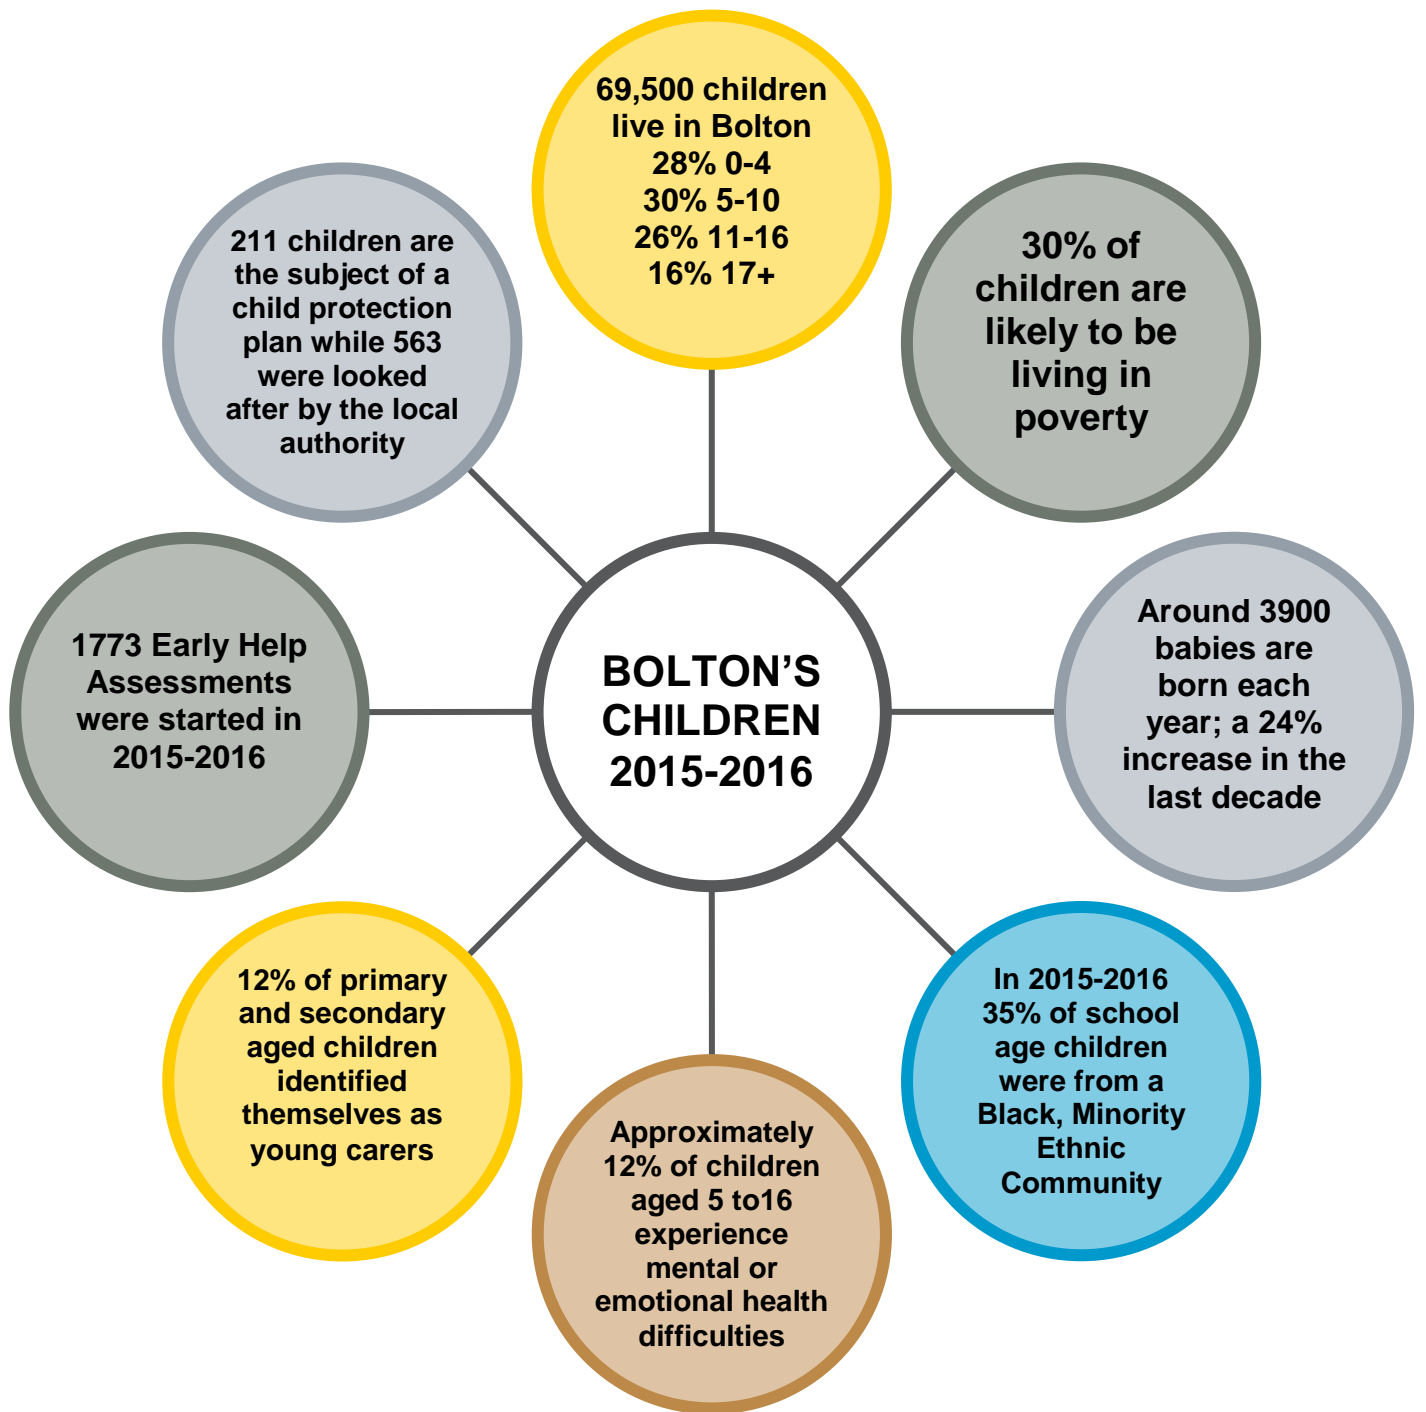 69,500 children
live in Bolton
28% 0-4
30% 5-10
26% 11-16
16% 17+
30% of
children are
likely to be
living in
poverty
Around 3900
babies are
born each
year; a 24%
increase in the
last decade
In 2015-2016
35% of school
age children
were from a
Black, Minority
Ethnic
Community
Approximately
12% of children
aged 5 to16
experience
mental or
emotional health
difficulties
12% of primary
and secondary
aged children
identified
themselves as
young carers
1773 Early Help
Assessments
were started in
2015-2016
211 children are
the subject of a
child protection
plan while 563
were looked
after by the local
authority
BOLTON’S
CHILDREN
2015-2016